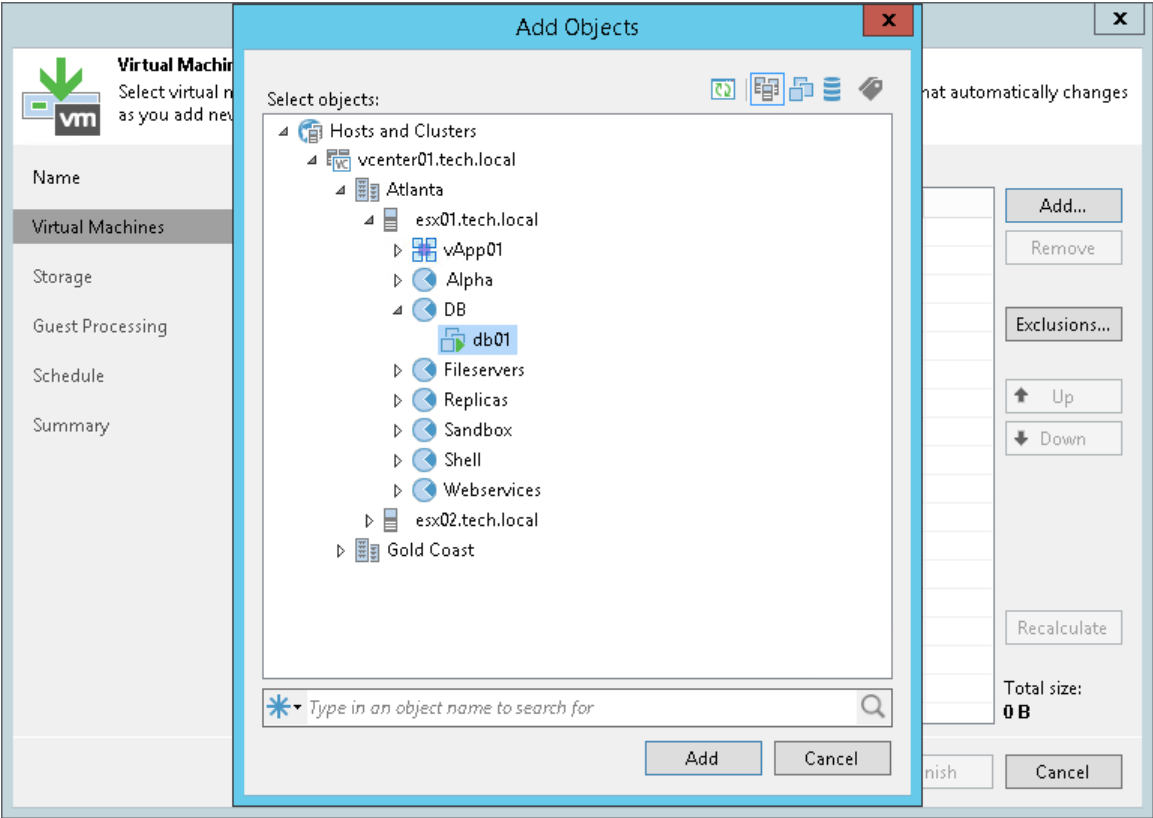 Add Objects
x
x
Virtual Machin
Select virtual n
as you add nev
hat automatically changes
vm
Name
Virtual Machines
Storage
Guest Processing
Schedule
Summary
Select objects:
Hosts and Clusters
VC
vcenter01.tech.local
Atlanta
esx01.tech.local
vApp01
Alpha
DB
db01
Fileservers
Replicas
Sandbox
Shell
Webservices
esx02.tech.local
Gold Coast
Type in an object name to search for
Add
Cancel
Add...
Remove
Exclusions...
Up
Down
Recalculate
Total size:
0 B
nish
Cancel